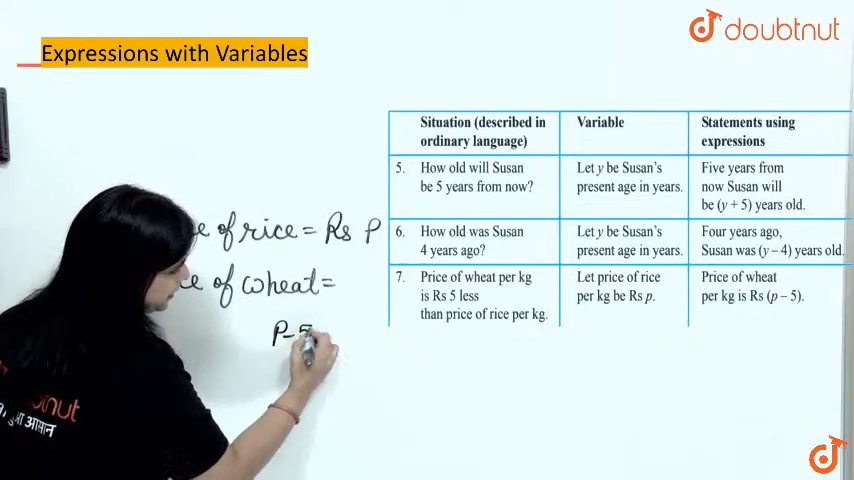 doubtnut
Expressions with Variables
Situation (described in ordinary language) Variable Statements using expressions
5. How old will Susan be 5 years from now? Let y be Susan's present age in years. Five years from now Susan will be (y + 5) years old.
6. How old was Susan 4 years ago? Let y be Susan's present age in years. Four years ago, Susan was (y – 4) years old.
7. Price of wheat per kg is Rs 5 less than price of rice per kg. Let price of rice per kg be Rs p. Price of wheat per kg is Rs (p – 5).
of rice = Rs P
of wheat =
P-5